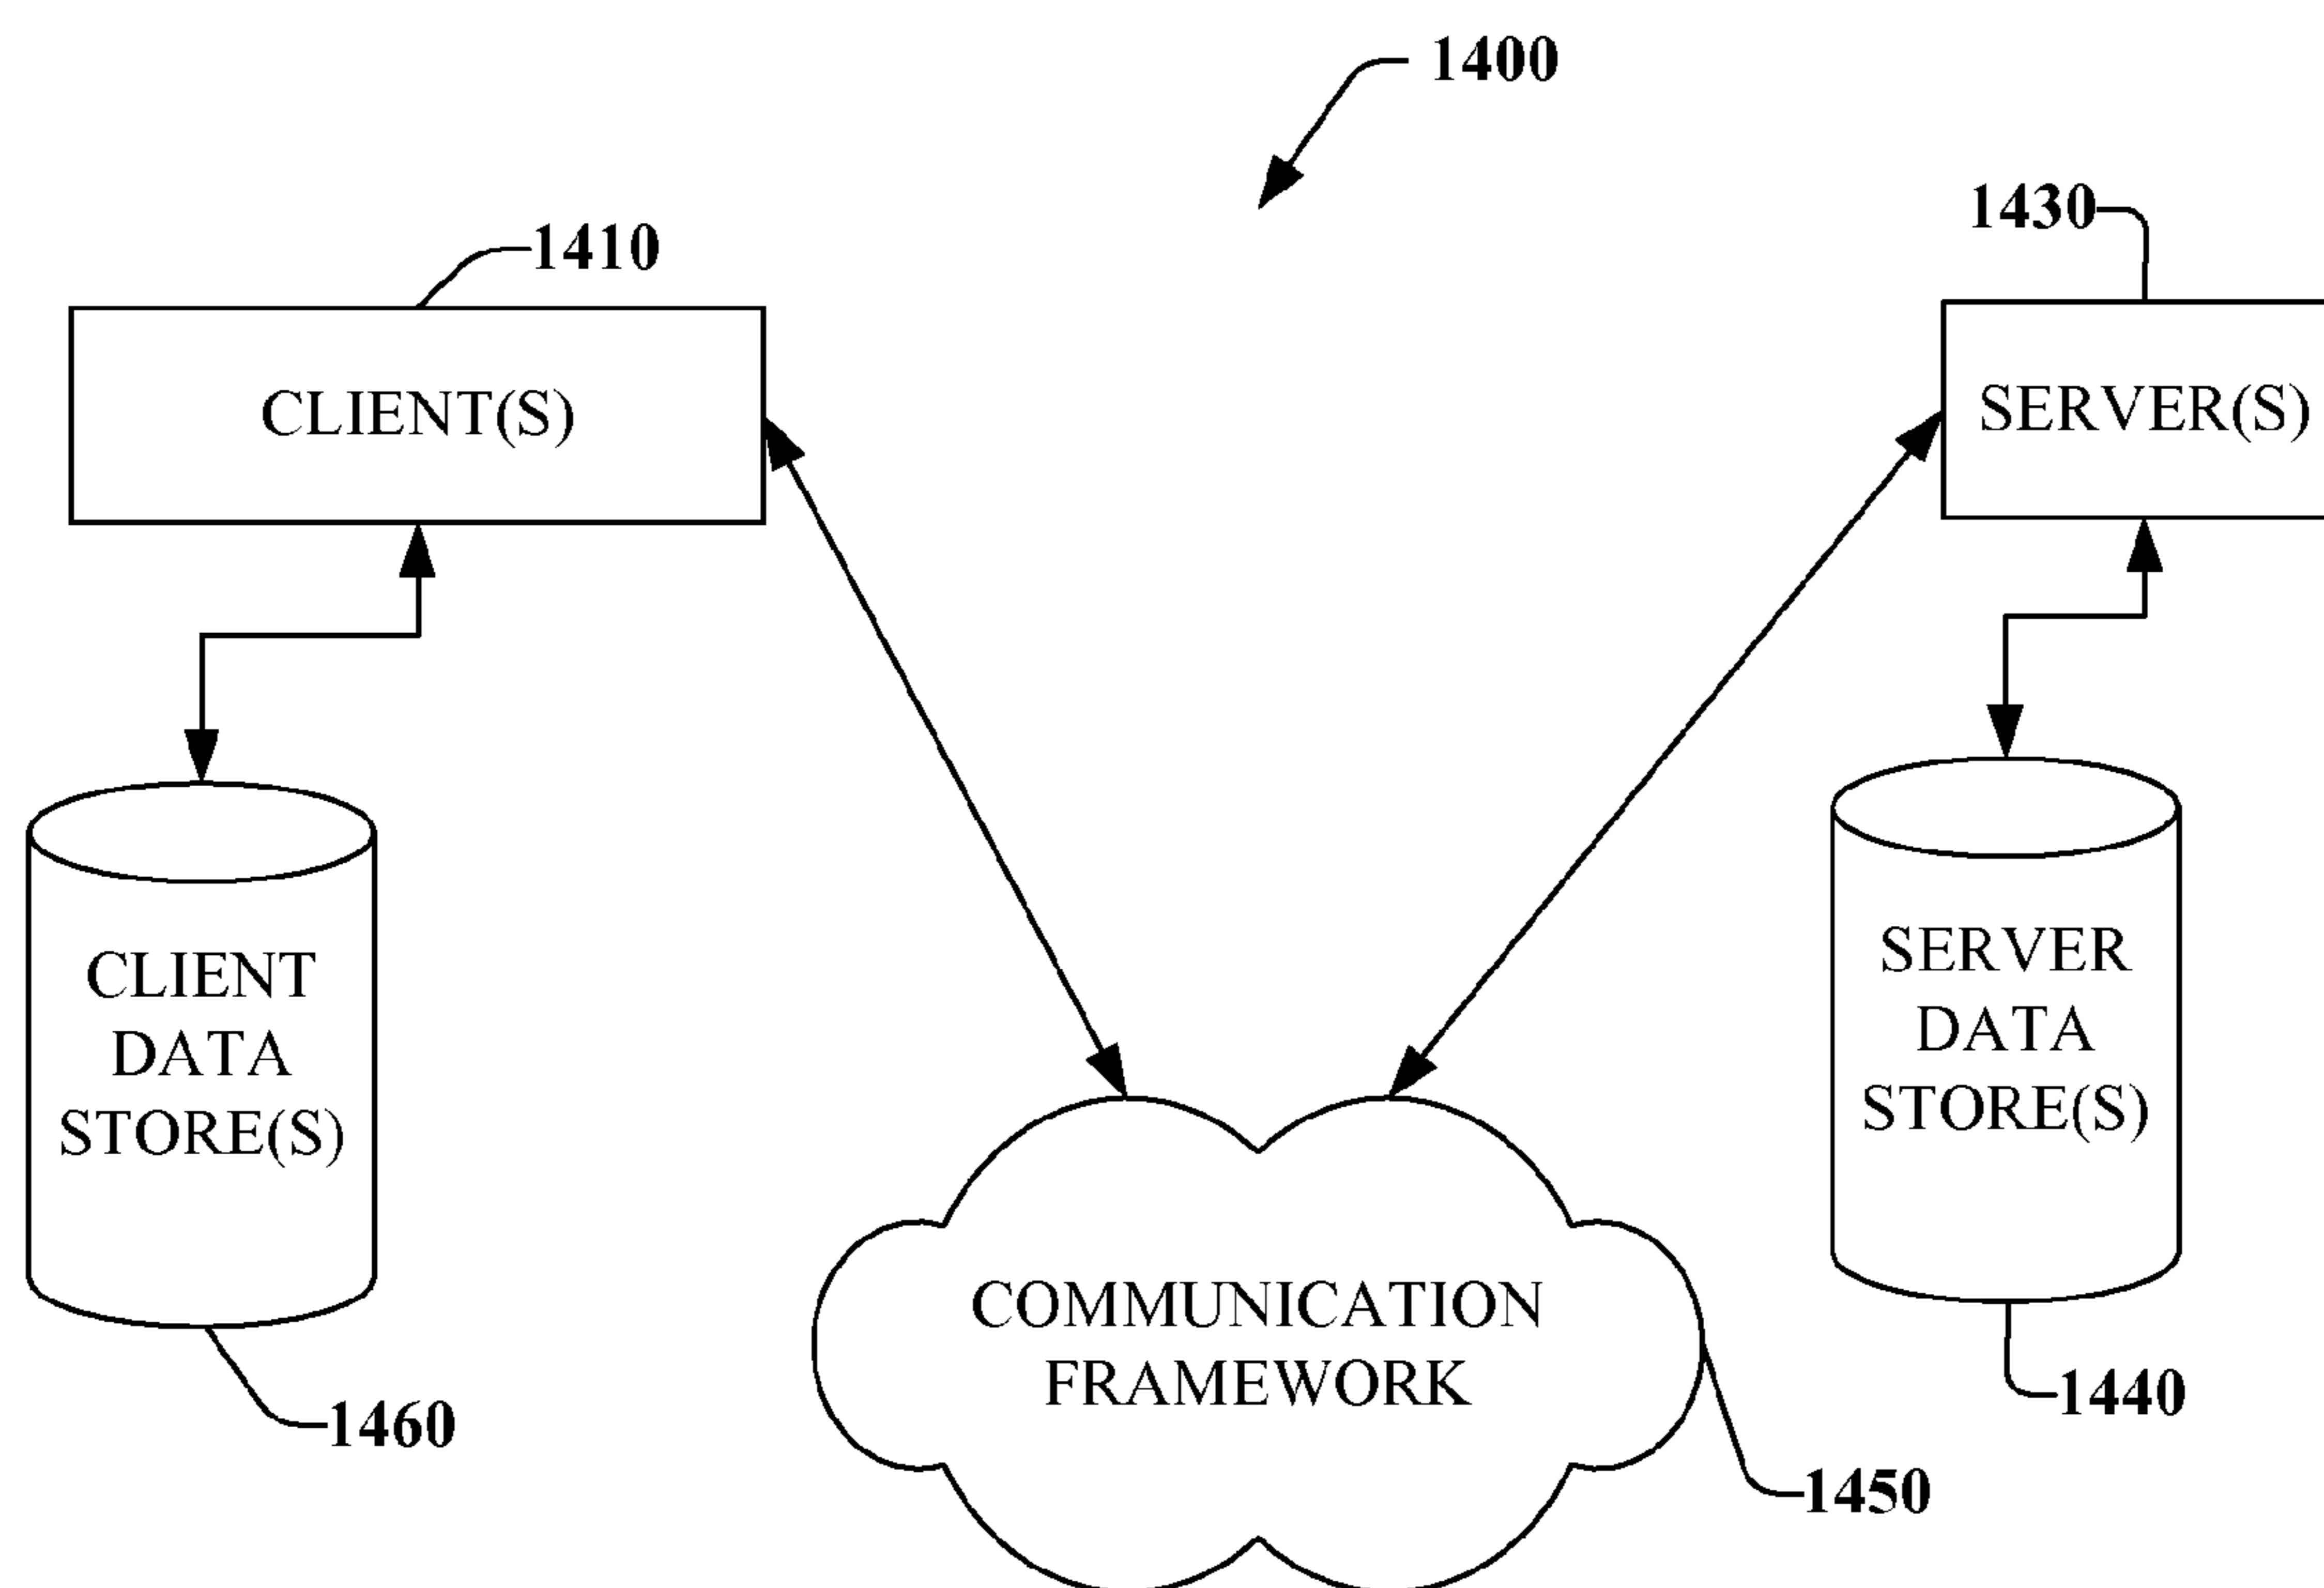 1400
1410
1430
CLIENT(S)
SERVER(S)
CLIENT
DATA
STORE(S)
SERVER
DATA
STORE(S)
COMMUNICATION
FRAMEWORK
1460
1440
1450